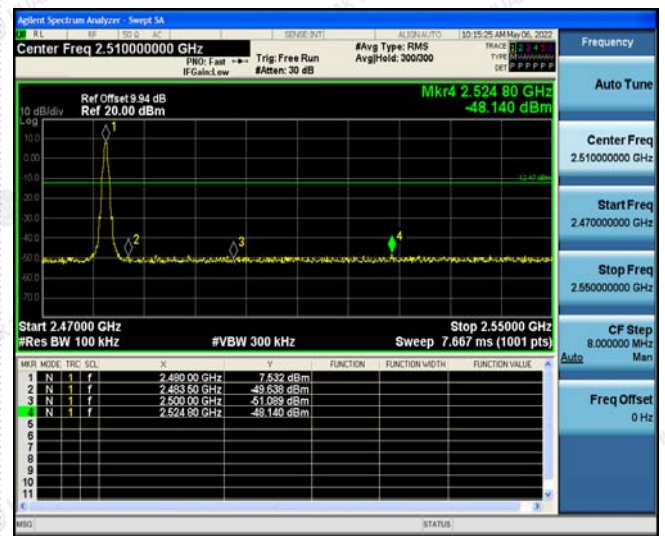 Agilent Spectrum Analyzer - Swept SA
RL RF 50 Ω AC SENSE:INT ALIGNAUTO 10:15:25 AM May 06, 2022
Center Freq 2.510000000 GHz
#Avg Type: RMS
TRACE 1 2 3 4 5 6
PNO: Fast
Trig: Free Run
Avg|Hold: 300/300
TYPE
IFGain:Low
#Atten: 30 dB
DET P P P P P P
Mkr4 2.524 80 GHz
-48.140 dBm
Ref Offset 9.94 dB
10 dB/div Ref 20.00 dBm
Log
10.0
0.00
-10.0
-20.0
-30.0
-40.0
-50.0
-60.0
-70.0
1
2
3
4
-12.47 dBm
Start 2.47000 GHz
Stop 2.55000 GHz
#Res BW 100 kHz
#VBW 300 kHz
Sweep 7.667 ms (1001 pts)
MKR MODE TRC SCL X Y FUNCTION FUNCTION WIDTH FUNCTION VALUE
1 N 1 f 2.480 00 GHz 7.532 dBm
2 N 1 f 2.483 50 GHz -49.638 dBm
3 N 1 f 2.500 00 GHz -51.089 dBm
4 N 1 f 2.524 80 GHz -48.140 dBm
5
6
7
8
9
10
11
MSG
STATUS
Frequency
Auto Tune
Center Freq
2.510000000 GHz
Start Freq
2.470000000 GHz
Stop Freq
2.550000000 GHz
CF Step
8.000000 MHz
Auto Man
Freq Offset
0 Hz